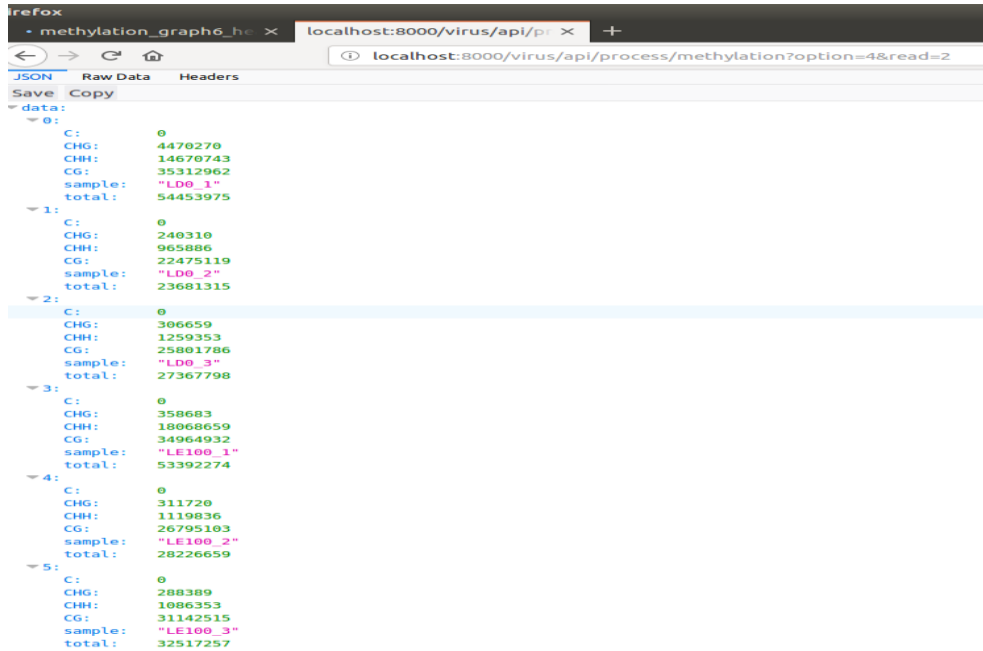 irefox
• methylation_graph6_he × localhost:8000/virus/api/pr × +
localhost:8000/virus/api/process/methylation?option=4&read=2
JSON Raw Data Headers
Save Copy
data:
0:
C: 0
CHG: 4470270
CHH: 14670743
CG: 35312962
sample: "LD0_1"
total: 54453975
1:
C: 0
CHG: 240310
CHH: 965886
CG: 22475119
sample: "LD0_2"
total: 23681315
2:
C: 0
CHG: 306659
CHH: 1259353
CG: 25801786
sample: "LD0_3"
total: 27367798
3:
C: 0
CHG: 358683
CHH: 18068659
CG: 34964932
sample: "LE100_1"
total: 53392274
4:
C: 0
CHG: 311720
CHH: 1119836
CG: 26795103
sample: "LE100_2"
total: 28226659
5:
C: 0
CHG: 288389
CHH: 1086353
CG: 31142515
sample: "LE100_3"
total: 32517257